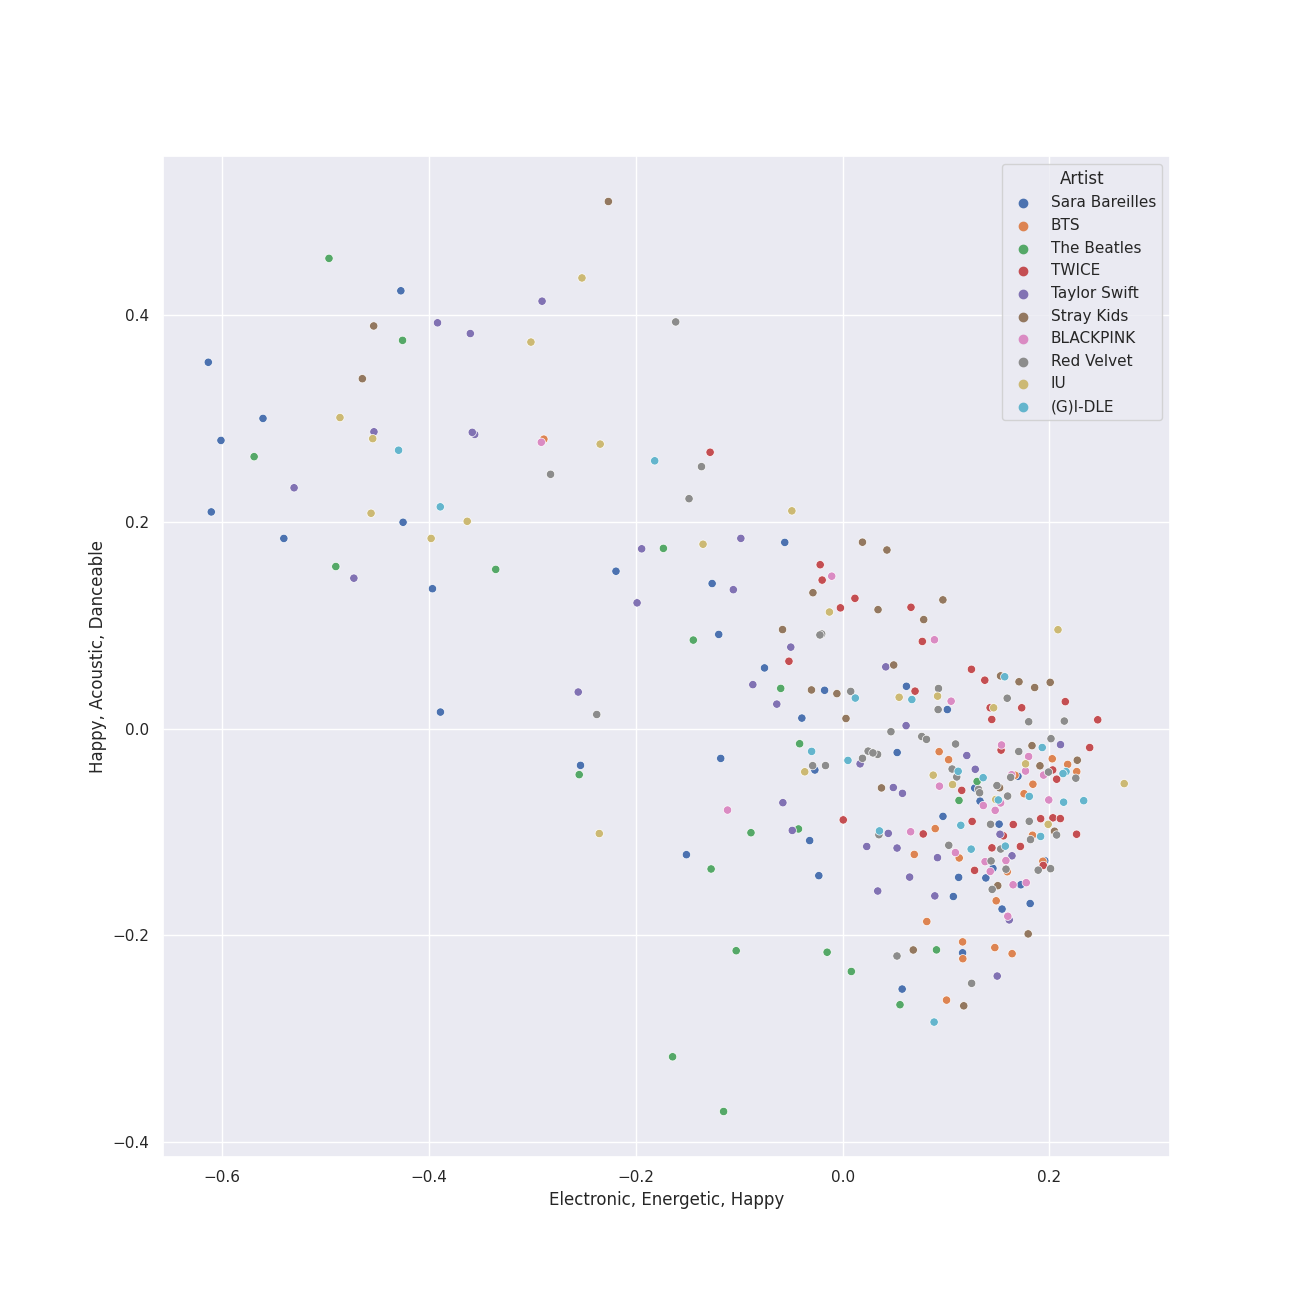 Artist
Sara Bareilles
BTS
The Beatles
TWICE
Taylor Swift
Stray Kids
BLACKPINK
Red Velvet
IU
(G)I-DLE
Happy, Acoustic, Danceable
0.4
0.2
0.0
−0.2
−0.4
−0.6
−0.4
−0.2
0.0
0.2
Electronic, Energetic, Happy